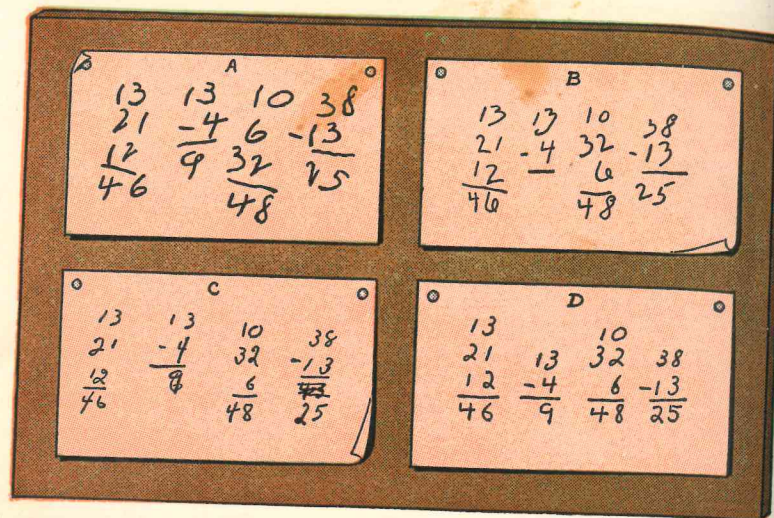 A
13 13 10 38
21 -4 6 -13
12 9 32 25
46 48
B
13 13 10 38
21 -4 32 -13
12 6 25
46 48
C
13 13 10 38
21 -4 32 -13
12 9 6
46 48 25
D
13 10
21 13 32 38
12 -4 6 -13
46 9 48 25